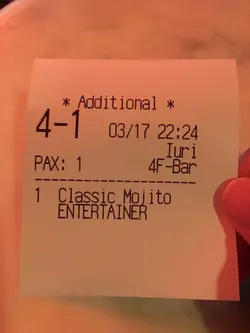 * Additional *
4-1 03/17 22:24
Iuri
PAX: 1 4F-Bar
--------------------------------
1 Classic Mojito
ENTERTAINER